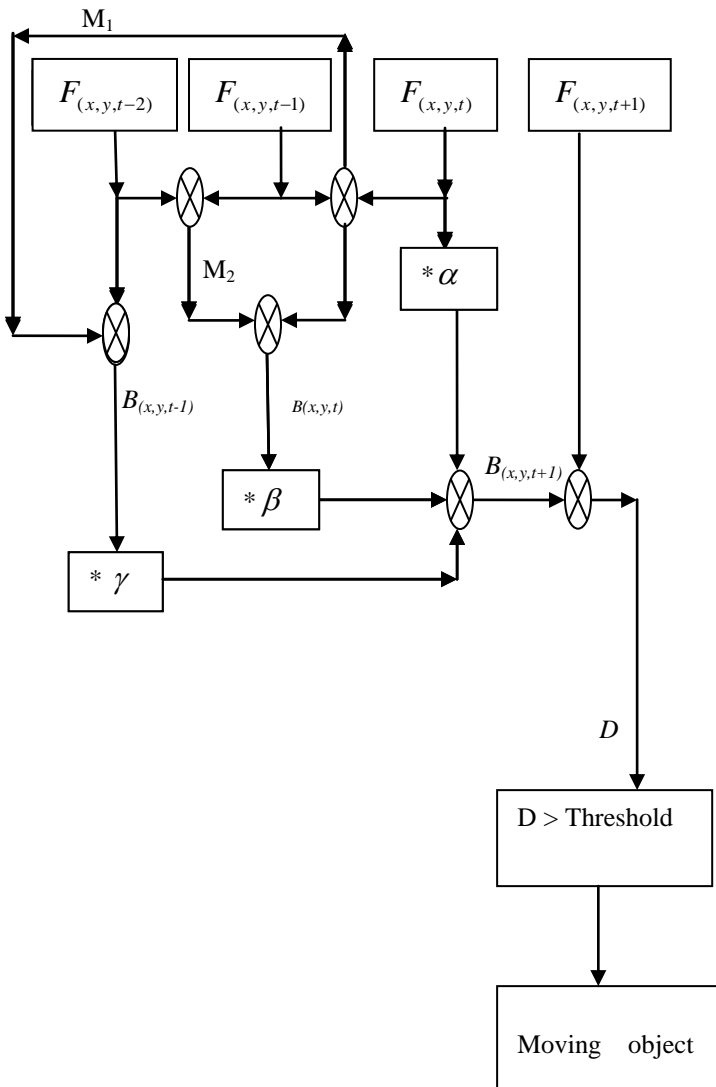 M₁
F(x,y,t−2) F(x,y,t−1) F(x,y,t) F(x,y,t+1)
M₂
* α
B(x,y,t-1) B(x,y,t)
B(x,y,t+1)
* β
* γ
D
D > Threshold
Moving object